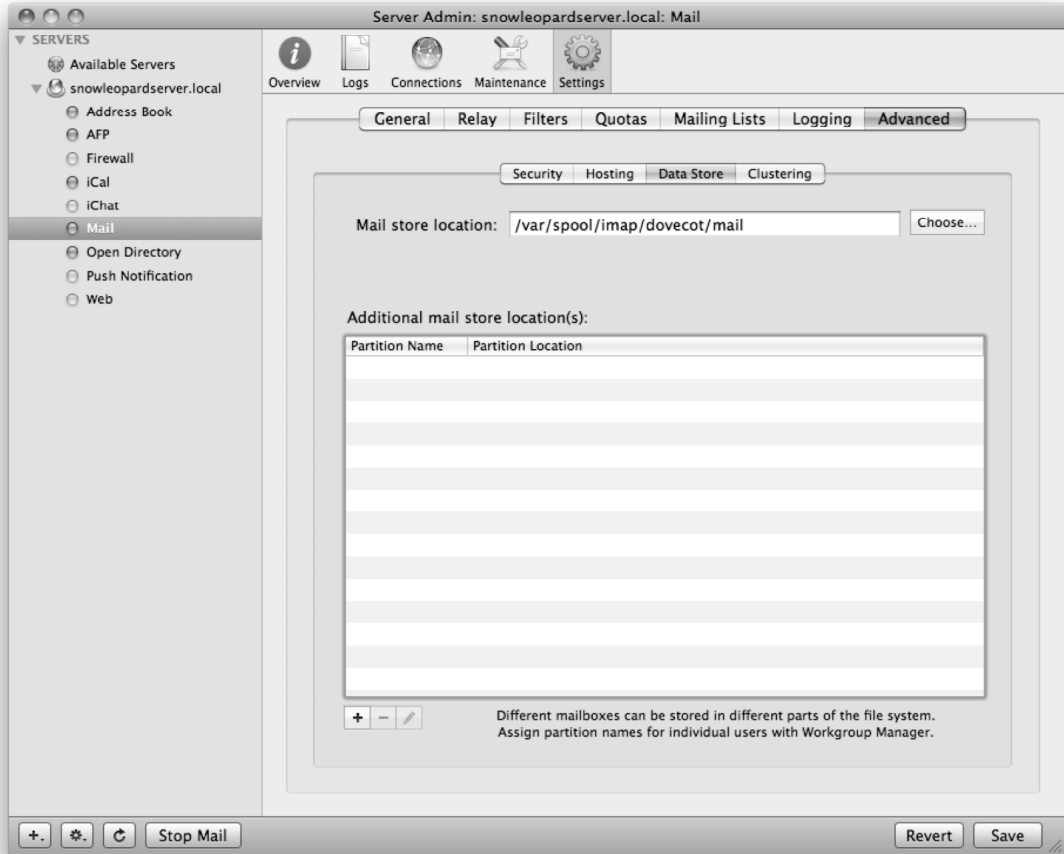 Server Admin: snowleopardserver.local: Mail
SERVERS
Available Servers
snowleopardserver.local
Address Book
AFP
Firewall
iCal
iChat
Mail
Open Directory
Push Notification
Web
Overview Logs Connections Maintenance Settings
General Relay Filters Quotas Mailing Lists Logging Advanced
Security Hosting Data Store Clustering
Mail store location: /var/spool/imap/dovecot/mail Choose...
Additional mail store location(s):
Partition Name Partition Location
Different mailboxes can be stored in different parts of the file system.
Assign partition names for individual users with Workgroup Manager.
Stop Mail Revert Save